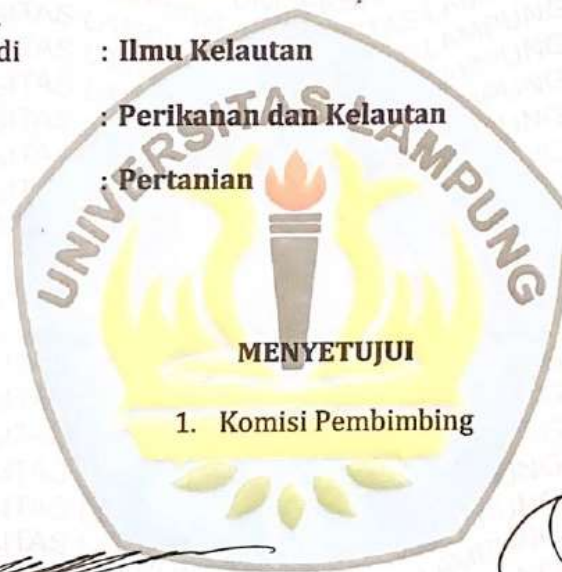 di : Ilmu Kelautan
: Perikanan dan Kelautan
: Pertanian
UNIVERSITAS LAMPUNG
MENYETUJUI
1. Komisi Pembimbing